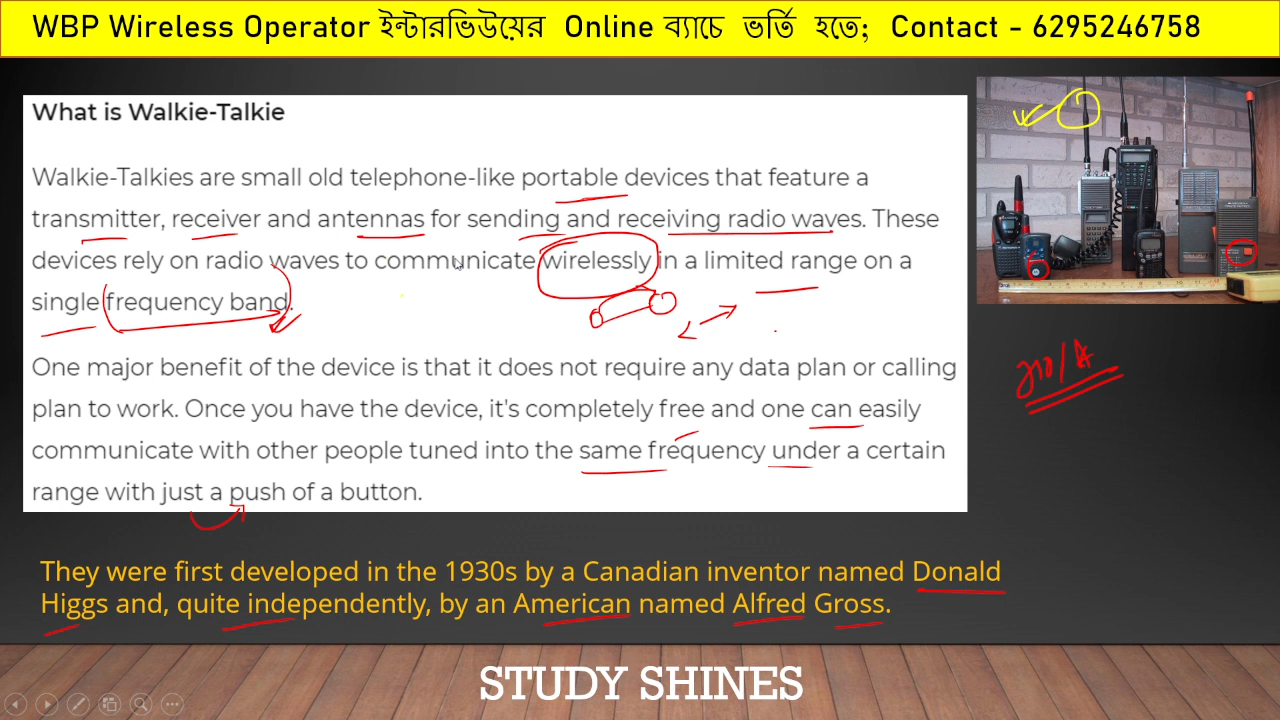 WBP Wireless Operator ইন্টারভিউয়ের Online ব্যাচে ভর্তি হতে; Contact - 6295246758
What is Walkie-Talkie
Walkie-Talkies are small old telephone-like portable devices that feature a
transmitter, receiver and antennas for sending and receiving radio waves. These
devices rely on radio waves to communicate wirelessly in a limited range on a
single frequency band.
One major benefit of the device is that it does not require any data plan or calling
plan to work. Once you have the device, it's completely free and one can easily
communicate with other people tuned into the same frequency under a certain
range with just a push of a button.
They were first developed in the 1930s by a Canadian inventor named Donald
Higgs and, quite independently, by an American named Alfred Gross.
STUDY SHINES